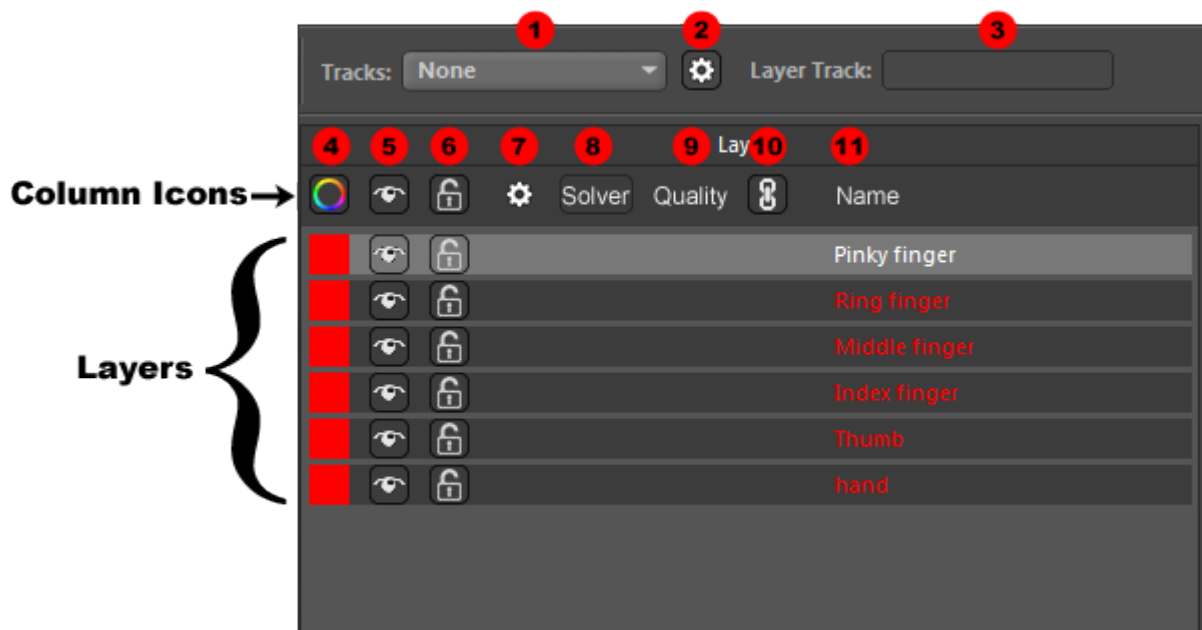 1 2 3
Tracks: None Layer Track:
4 5 6 7 8 9 Lay 10 11
Column Icons Solver Quality Name
Pinky finger
Ring finger
Middle finger
Index finger
Layers
Thumb
hand